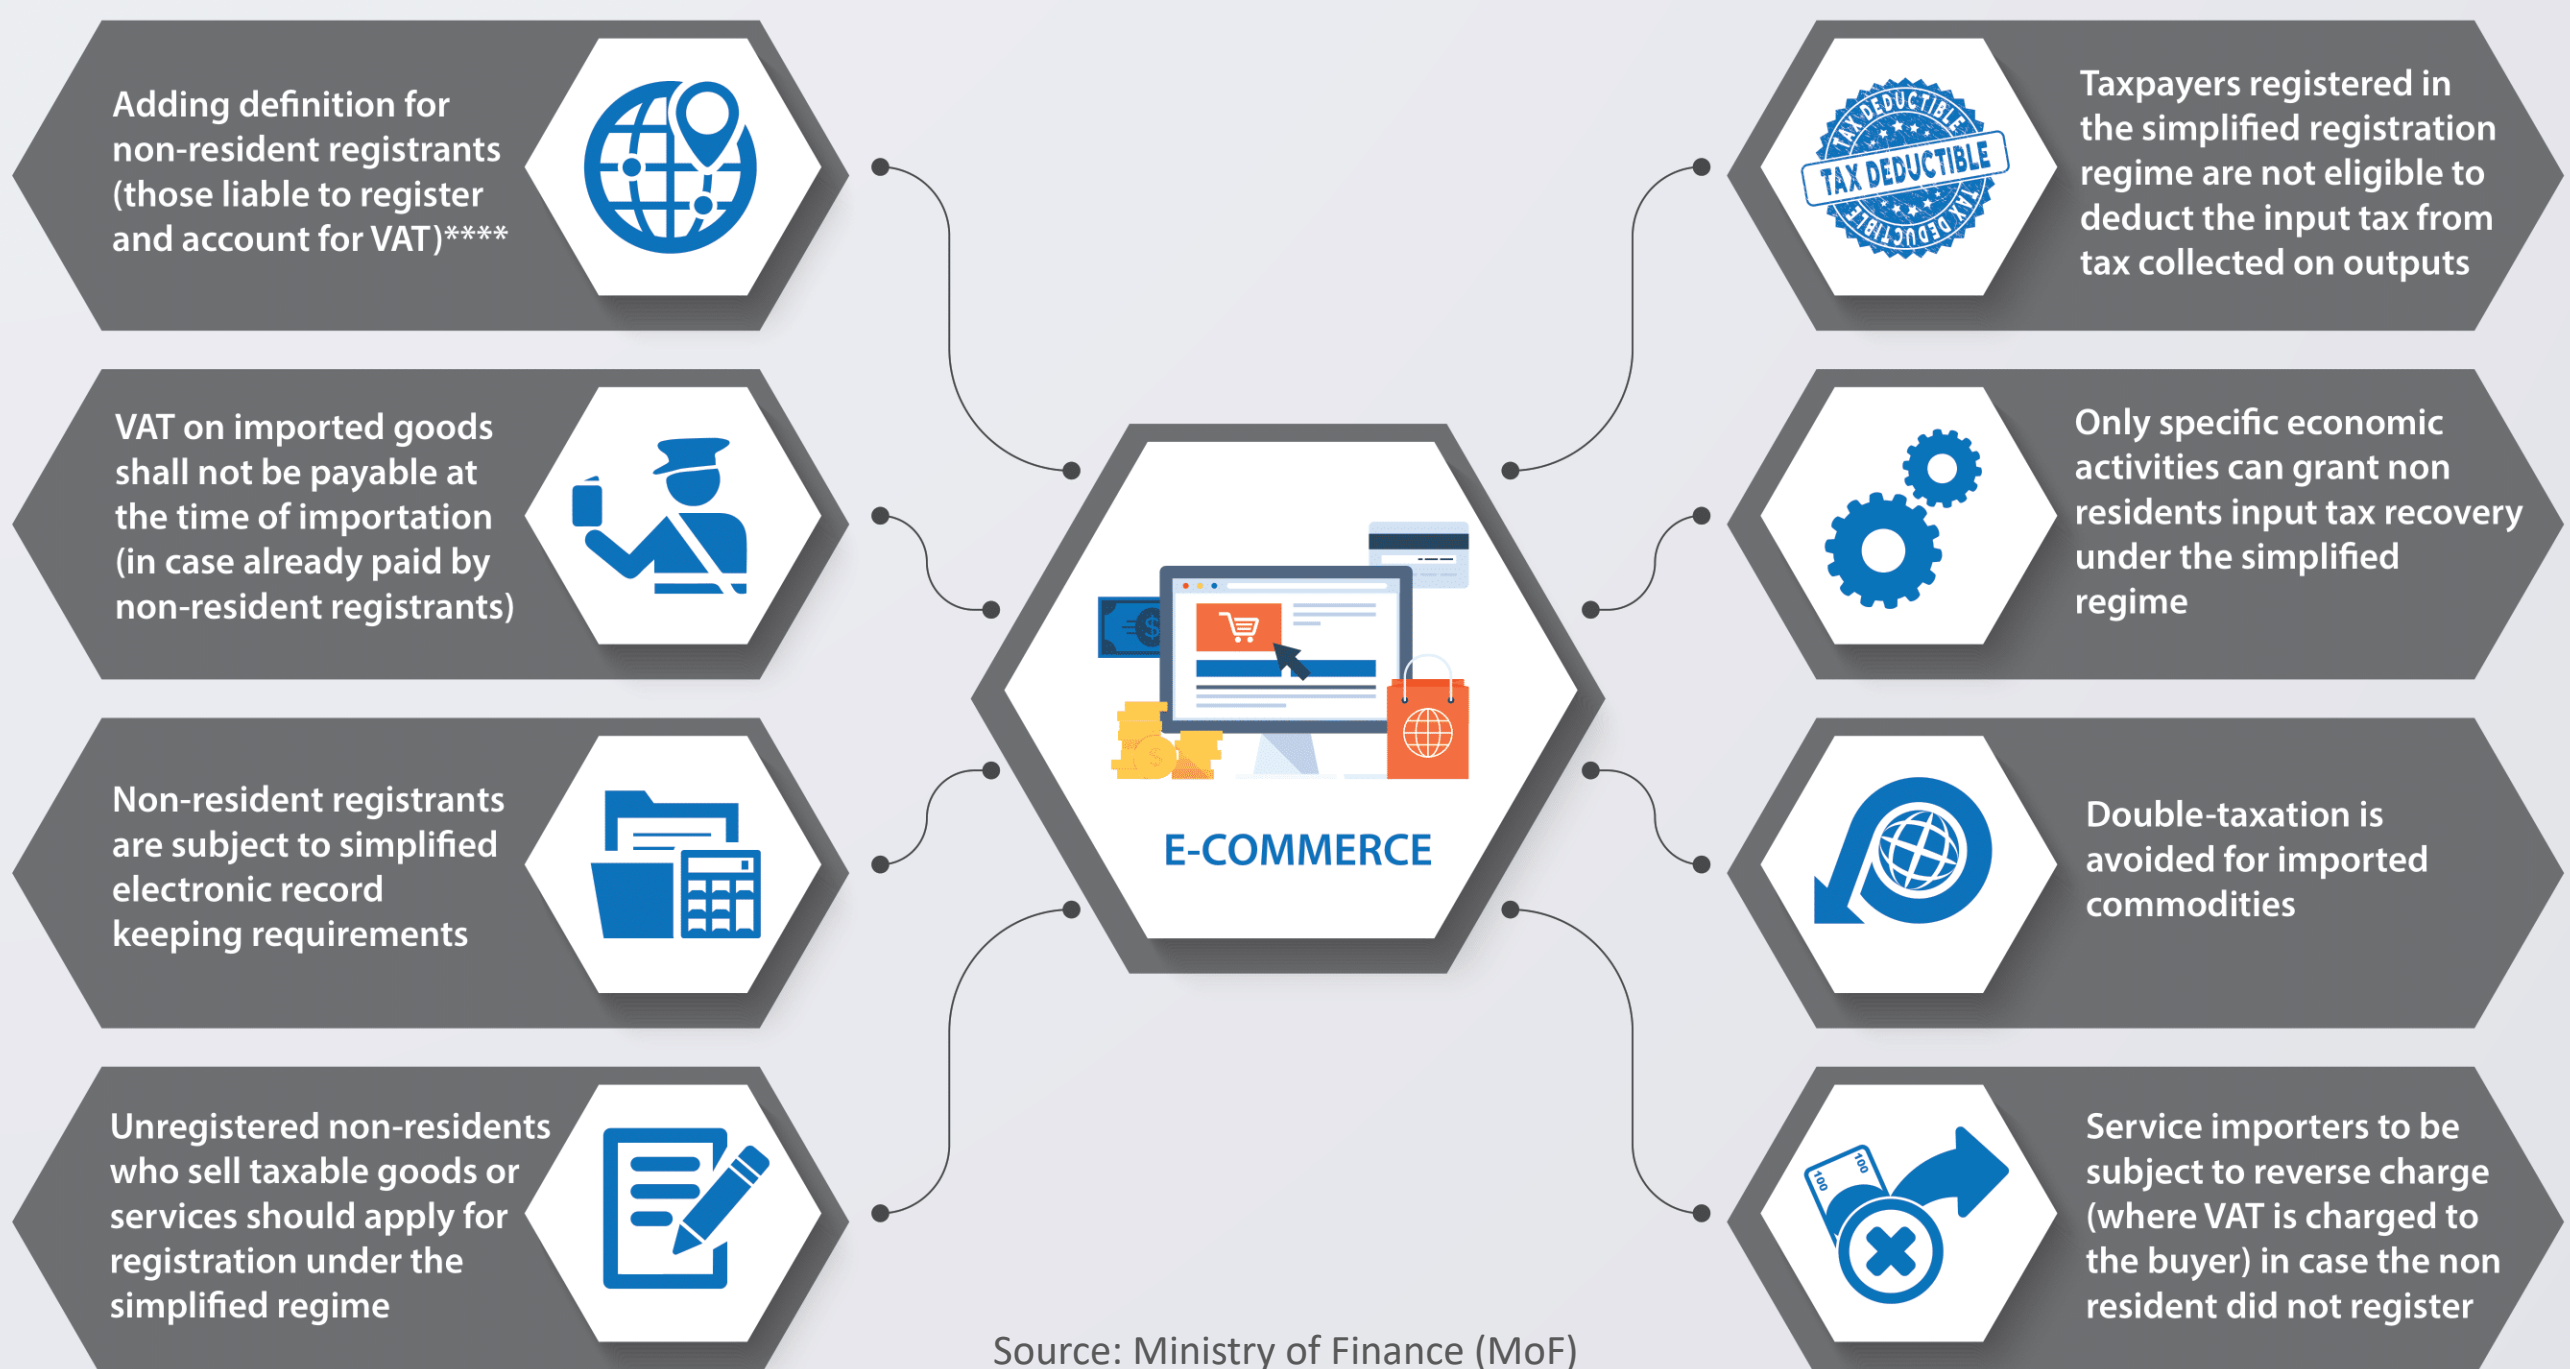 Adding definition for
non-resident registrants
(those liable to register
and account for VAT)****
VAT on imported goods
shall not be payable at
the time of importation
(in case already paid by
non-resident registrants)
Non-resident registrants
are subject to simplified
electronic record
keeping requirements
Unregistered non-residents
who sell taxable goods or
services should apply for
registration under the
simplified regime
E-COMMERCE
TAX DEDUCTIBLE
TAX DEDUCTIBLE
TAX DEDUCTIBLE
Taxpayers registered in
the simplified registration
regime are not eligible to
deduct the input tax from
tax collected on outputs
Only specific economic
activities can grant non
residents input tax recovery
under the simplified
regime
Double-taxation is
avoided for imported
commodities
100
100
Service importers to be
subject to reverse charge
(where VAT is charged to
the buyer) in case the non
resident did not register
Source: Ministry of Finance (MoF)